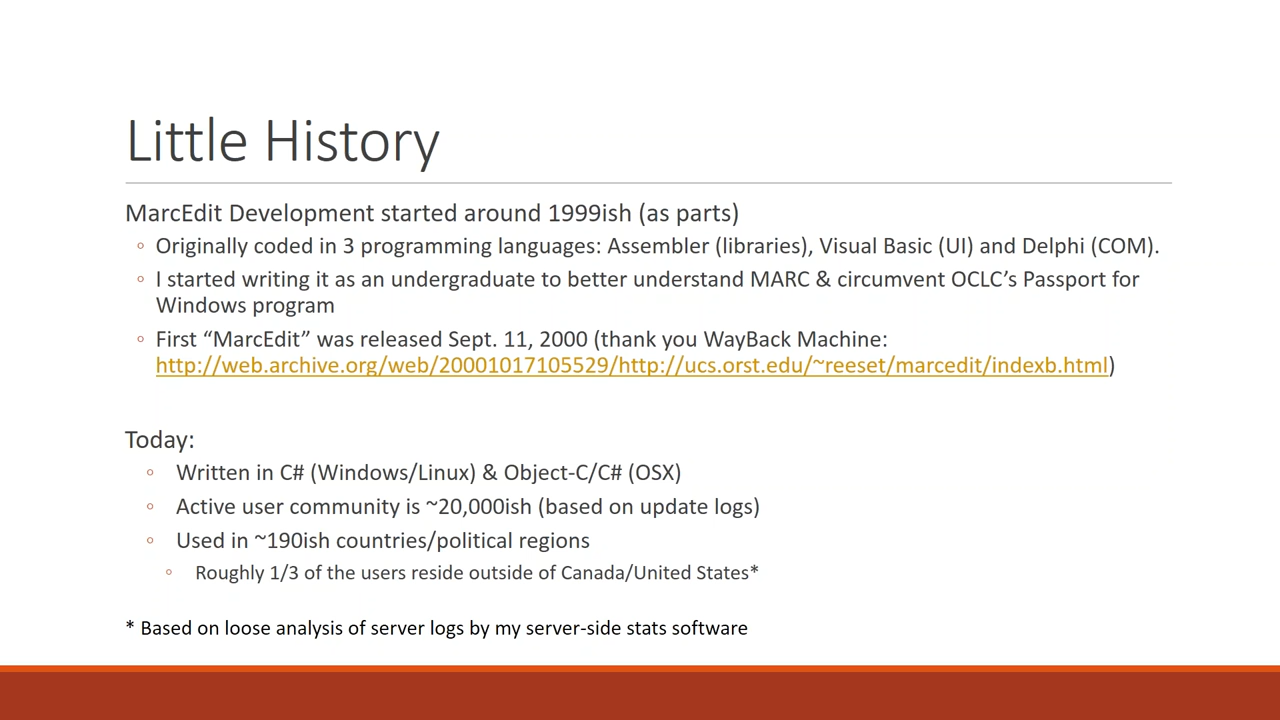 Little History
MarcEdit Development started around 1999ish (as parts)
◦ Originally coded in 3 programming languages: Assembler (libraries), Visual Basic (UI) and Delphi (COM).
◦ I started writing it as an undergraduate to better understand MARC & circumvent OCLC’s Passport for
Windows program
◦ First “MarcEdit” was released Sept. 11, 2000 (thank you WayBack Machine:
http://web.archive.org/web/20001017105529/http://ucs.orst.edu/~reeset/marcedit/indexb.html)
Today:
◦ Written in C# (Windows/Linux) & Object-C/C# (OSX)
◦ Active user community is ~20,000ish (based on update logs)
◦ Used in ~190ish countries/political regions
◦ Roughly 1/3 of the users reside outside of Canada/United States*
* Based on loose analysis of server logs by my server-side stats software